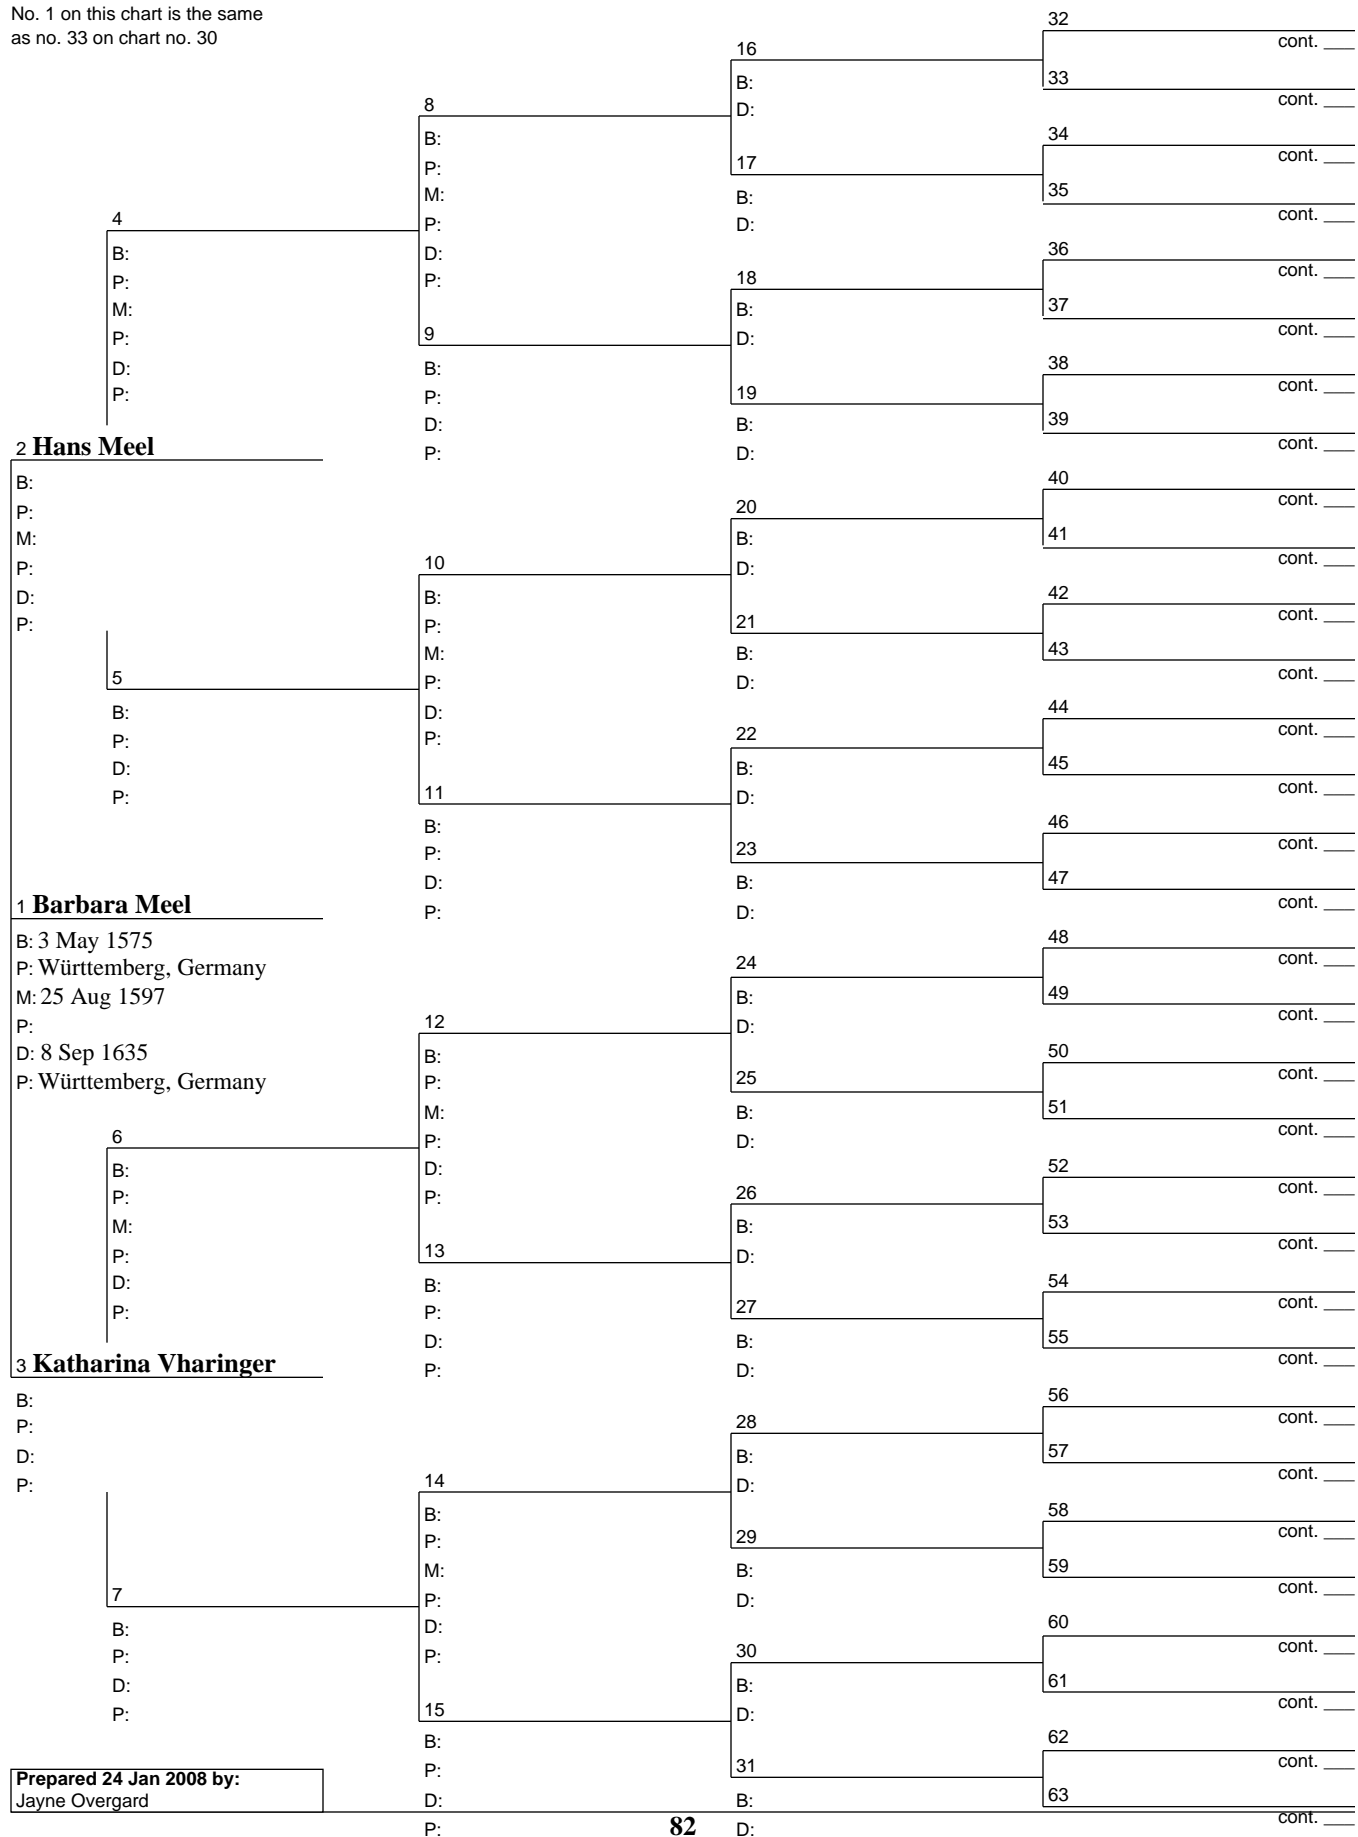 No. 1 on this chart is the same
as no. 33 on chart no. 30
2 Hans Meel
B:
P:
M:
P:
D:
P:
1 Barbara Meel
B: 3 May 1575
P: Württemberg, Germany
M: 25 Aug 1597
P:
D: 8 Sep 1635
P: Württemberg, Germany
3 Katharina Vharinger
B:
P:
D:
P:
4
B:
P:
M:
P:
D:
P:
5
B:
P:
D:
P:
6
B:
P:
M:
P:
D:
P:
7
B:
P:
D:
P:
8
B:
P:
M:
P:
D:
P:
9
B:
P:
D:
P:
10
B:
P:
M:
P:
D:
P:
11
B:
P:
D:
P:
12
B:
P:
M:
P:
D:
P:
13
B:
P:
D:
P:
14
B:
P:
M:
P:
D:
P:
15
B:
P:
D:
P:
16
B:
D:
17
B:
D:
18
B:
D:
19
B:
D:
20
B:
D:
21
B:
D:
22
B:
D:
23
B:
D:
24
B:
D:
25
B:
D:
26
B:
D:
27
B:
D:
28
B:
D:
29
B:
D:
30
B:
D:
31
B:
D:
32
cont. ___
33
cont. ___
34
cont. ___
35
cont. ___
36
cont. ___
37
cont. ___
38
cont. ___
39
cont. ___
40
cont. ___
41
cont. ___
42
cont. ___
43
cont. ___
44
cont. ___
45
cont. ___
46
cont. ___
47
cont. ___
48
cont. ___
49
cont. ___
50
cont. ___
51
cont. ___
52
cont. ___
53
cont. ___
54
cont. ___
55
cont. ___
56
cont. ___
57
cont. ___
58
cont. ___
59
cont. ___
60
cont. ___
61
cont. ___
62
cont. ___
63
cont. ___
Prepared 24 Jan 2008 by:
Jayne Overgard
82